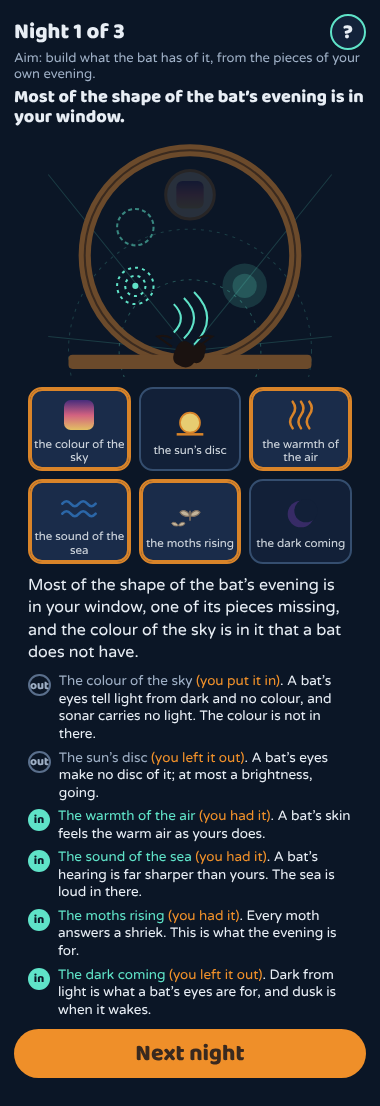 Night 1 of 3
?
Aim: build what the bat has of it, from the pieces of your
own evening.
Most of the shape of the bat's evening is in
your window.
the colour of the
sky
the sun's disc
the warmth of
the air
the sound of the
sea
the moths rising
the dark coming
Most of the shape of the bat's evening is
in your window, one of its pieces missing,
and the colour of the sky is in it that a bat
does not have.
out
The colour of the sky (you put it in). A bat's
eyes tell light from dark and no colour, and
sonar carries no light. The colour is not in
there.
out
The sun's disc (you left it out). A bat's eyes
make no disc of it; at most a brightness,
going.
in
The warmth of the air (you had it). A bat's skin
feels the warm air as yours does.
in
The sound of the sea (you had it). A bat's
hearing is far sharper than yours. The sea is
loud in there.
in
The moths rising (you had it). Every moth
answers a shriek. This is what the evening is
for.
in
The dark coming (you left it out). Dark from
light is what a bat's eyes are for, and dusk is
when it wakes.
Next night